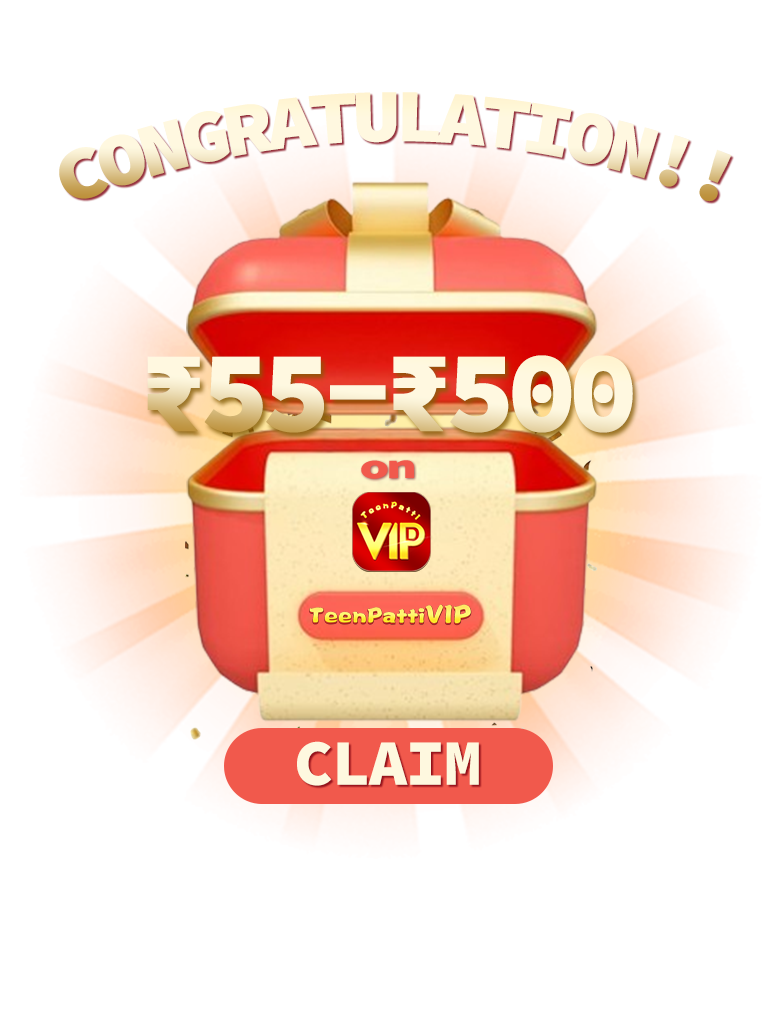 CONGRATULATION!!
₹55–₹500
on
TeenPatti
VIP
TeenPattiVIP
CLAIM